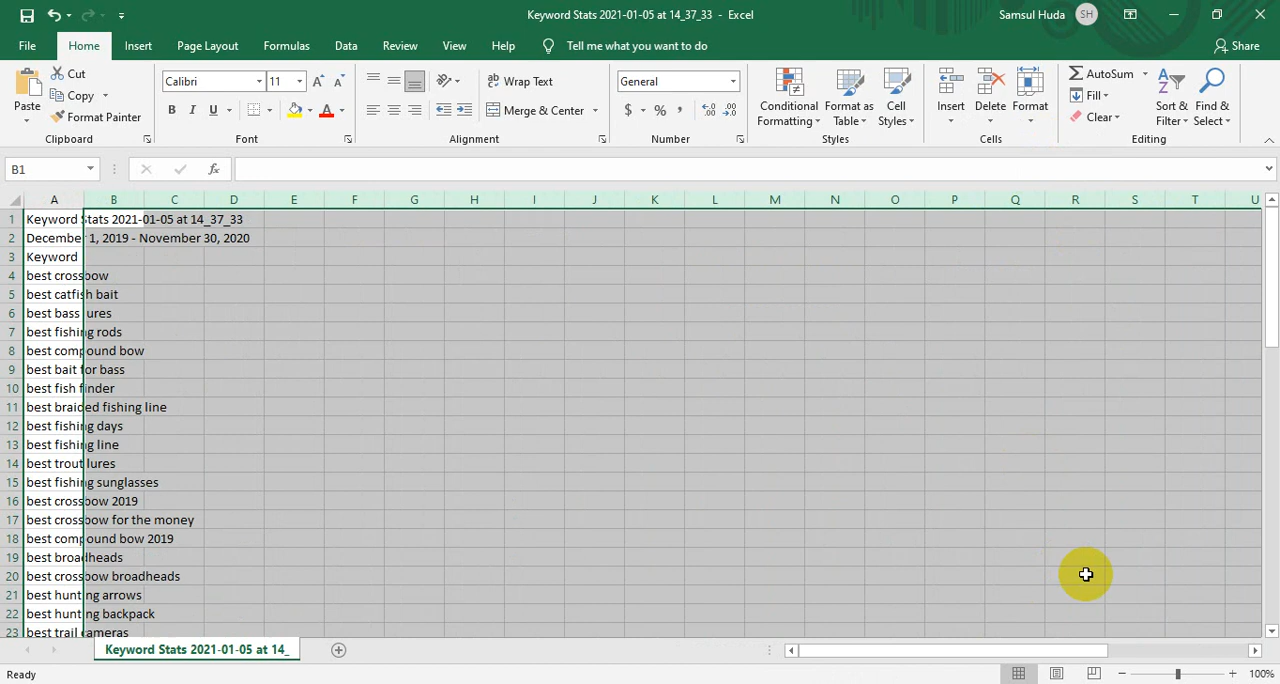 Keyword Stats 2021-01-05 at 14_37_33 - Excel
Samsul Huda SH
File Home Insert Page Layout Formulas Data Review View Help Tell me what you want to do Share
Paste
Cut
Copy
Format Painter
Clipboard
Calibri 11
B I U
Font
Wrap Text
Merge & Center
Alignment
General
$ % ,
Number
Conditional Formatting
Format as Table
Cell Styles
Styles
Insert Delete Format
Cells
AutoSum
Fill
Clear
Sort & Filter
Find & Select
Editing
B1 fx
A B C D E F G H I J K L M N O P Q R S T U
1 Keyword Stats 2021-01-05 at 14_37_33
2 December 1, 2019 - November 30, 2020
3 Keyword
4 best crossbow
5 best catfish bait
6 best bass lures
7 best fishing rods
8 best compound bow
9 best bait for bass
10 best fish finder
11 best braided fishing line
12 best fishing days
13 best fishing line
14 best trout lures
15 best fishing sunglasses
16 best crossbow 2019
17 best crossbow for the money
18 best compound bow 2019
19 best broadheads
20 best crossbow broadheads
21 best hunting arrows
22 best hunting backpack
23 best trail cameras
Keyword Stats 2021-01-05 at 14_
Ready
100%